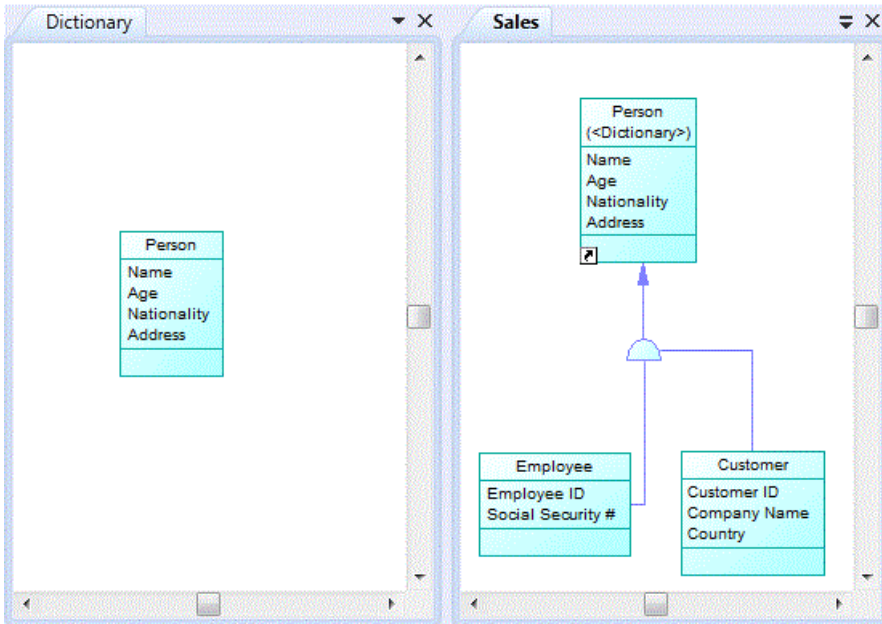 Dictionary
Person
Name
Age
Nationality
Address
Sales
Person
(<Dictionary>)
Name
Age
Nationality
Address
Employee
Employee ID
Social Security #
Customer
Customer ID
Company Name
Country